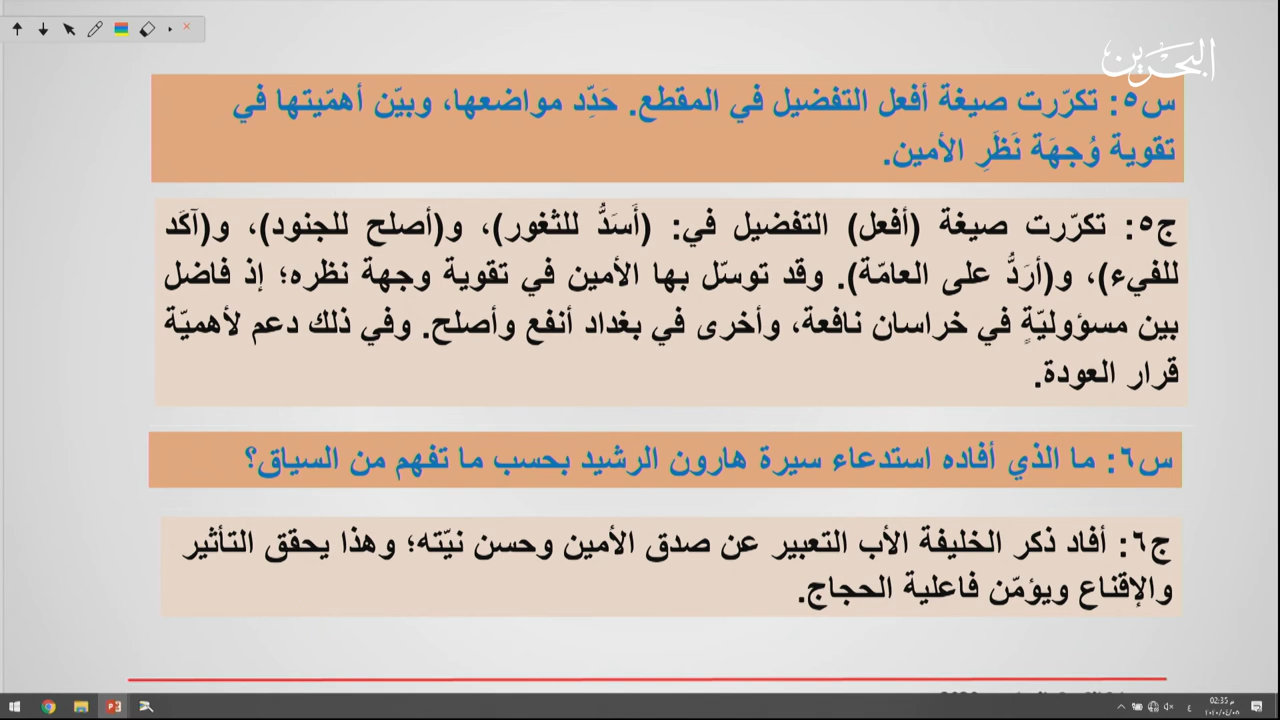 البحرين
س٥: تكرّرت صيغة أفعل التفضيل في المقطع. حَدِّد مواضعها، وبيّن أهمّيتها في
تقوية وُجهَة نَظَرِ الأمين.
ج٥: تكرّرت صيغة (أفعل) التفضيل في: (أَسَدُّ للثغور)، و(أصلح للجنود)، و(آكَد
للفيء)، و(أرَدُّ على العامّة). وقد توسّل بها الأمين في تقوية وجهة نظره؛ إذ فاضل
بين مسؤوليّةٍ في خراسان نافعة، وأخرى في بغداد أنفع وأصلح. وفي ذلك دعم لأهميّة
قرار العودة.
س٦: ما الذي أفاده استدعاء سيرة هارون الرشيد بحسب ما تفهم من السياق؟
ج٦: أفاد ذكر الخليفة الأب التعبير عن صدق الأمين وحسن نيّته؛ وهذا يحقق التأثير
والإقناع ويؤمّن فاعلية الحجاج.
02:35 م
ع